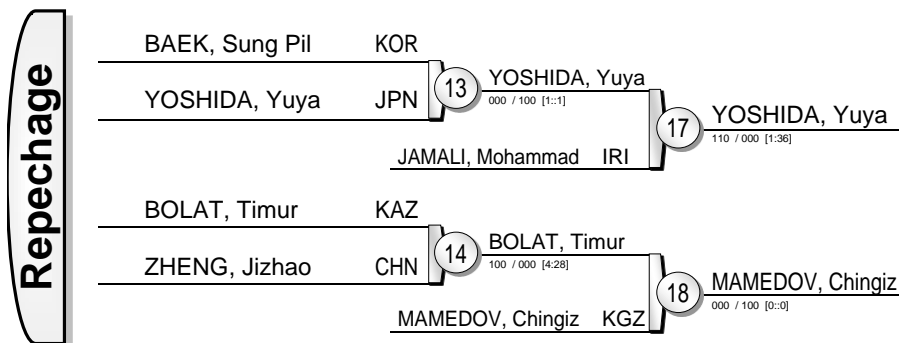 Repechage
BAEK, Sung Pil KOR
YOSHIDA, Yuya JPN
13
YOSHIDA, Yuya
000 / 100 [1::1]
JAMALI, Mohammad IRI
17
YOSHIDA, Yuya
110 / 000 [1:36]
BOLAT, Timur KAZ
ZHENG, Jizhao CHN
14
BOLAT, Timur
100 / 000 [4:28]
MAMEDOV, Chingiz KGZ
18
MAMEDOV, Chingiz
000 / 100 [0::0]